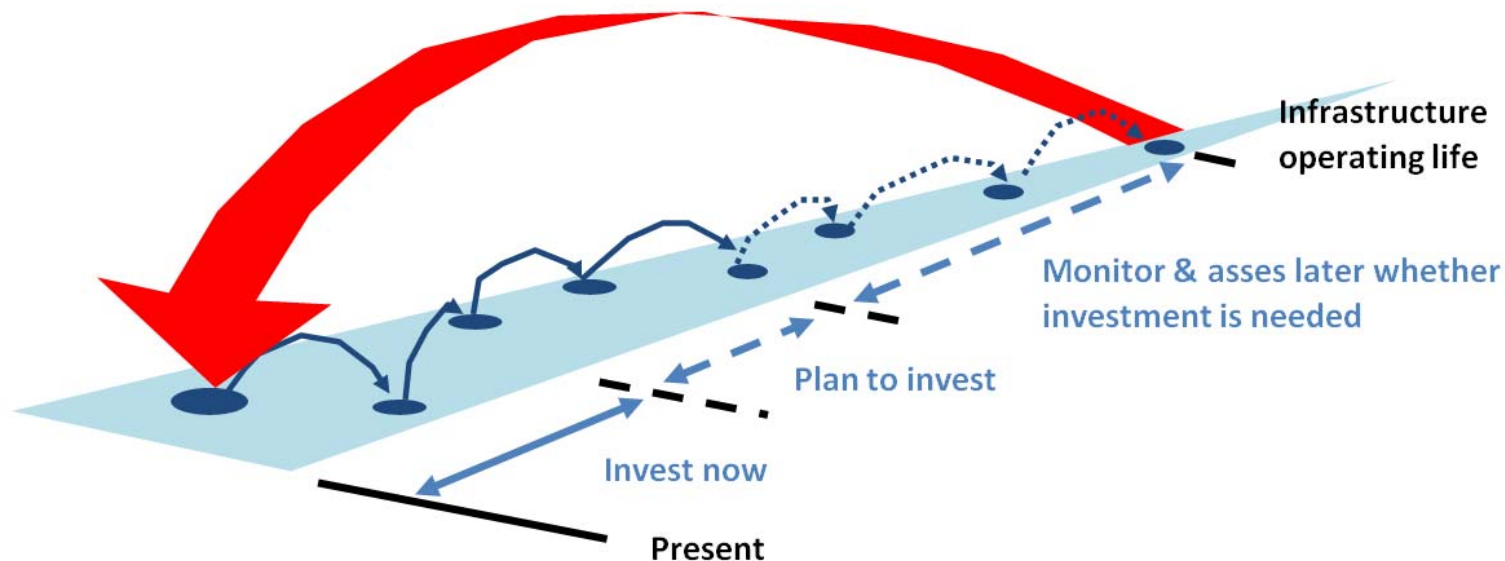 Infrastructure
operating life
Monitor & asses later whether
investment is needed
Plan to invest
Invest now
Present